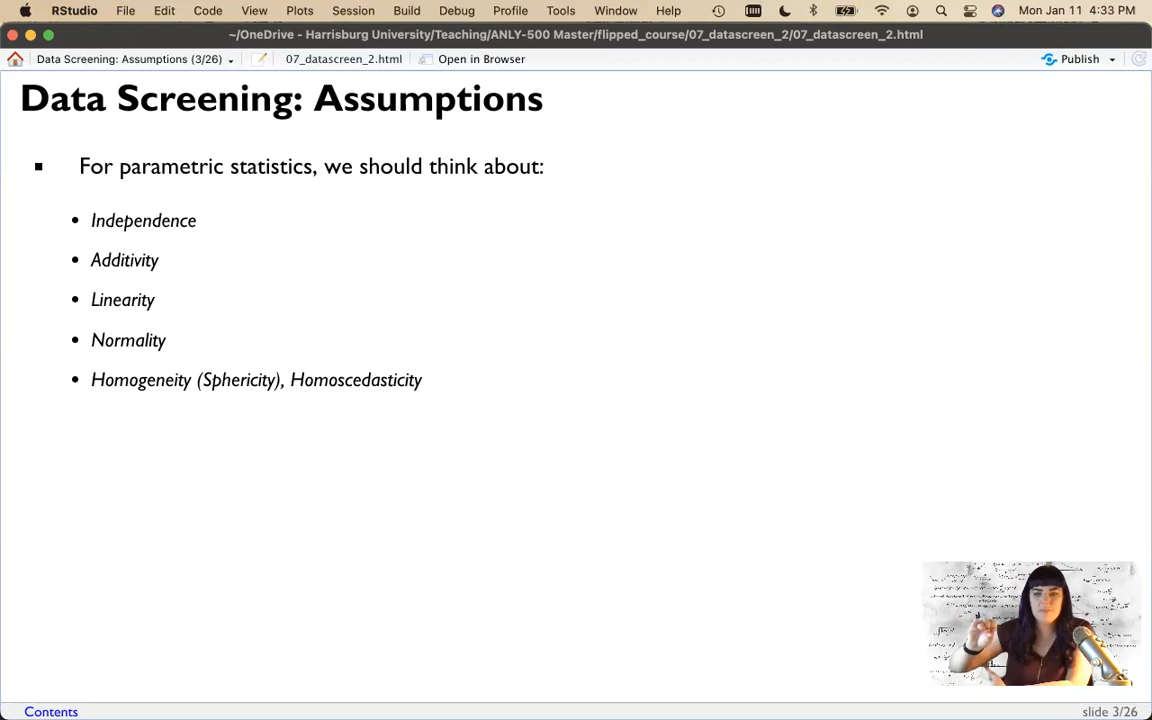 RStudio File Edit Code View Plots Session Build Debug Profile Tools Window Help Mon Jan 11 4:33 PM
~/OneDrive - Harrisburg University/Teaching/ANLY-500 Master/flipped_course/07_datascreen_2/07_datascreen_2.html
Data Screening: Assumptions (3/26) 07_datascreen_2.html Open in Browser Publish
Data Screening: Assumptions
For parametric statistics, we should think about:
Independence
Additivity
Linearity
Normality
Homogeneity (Sphericity), Homoscedasticity
Contents slide 3/26